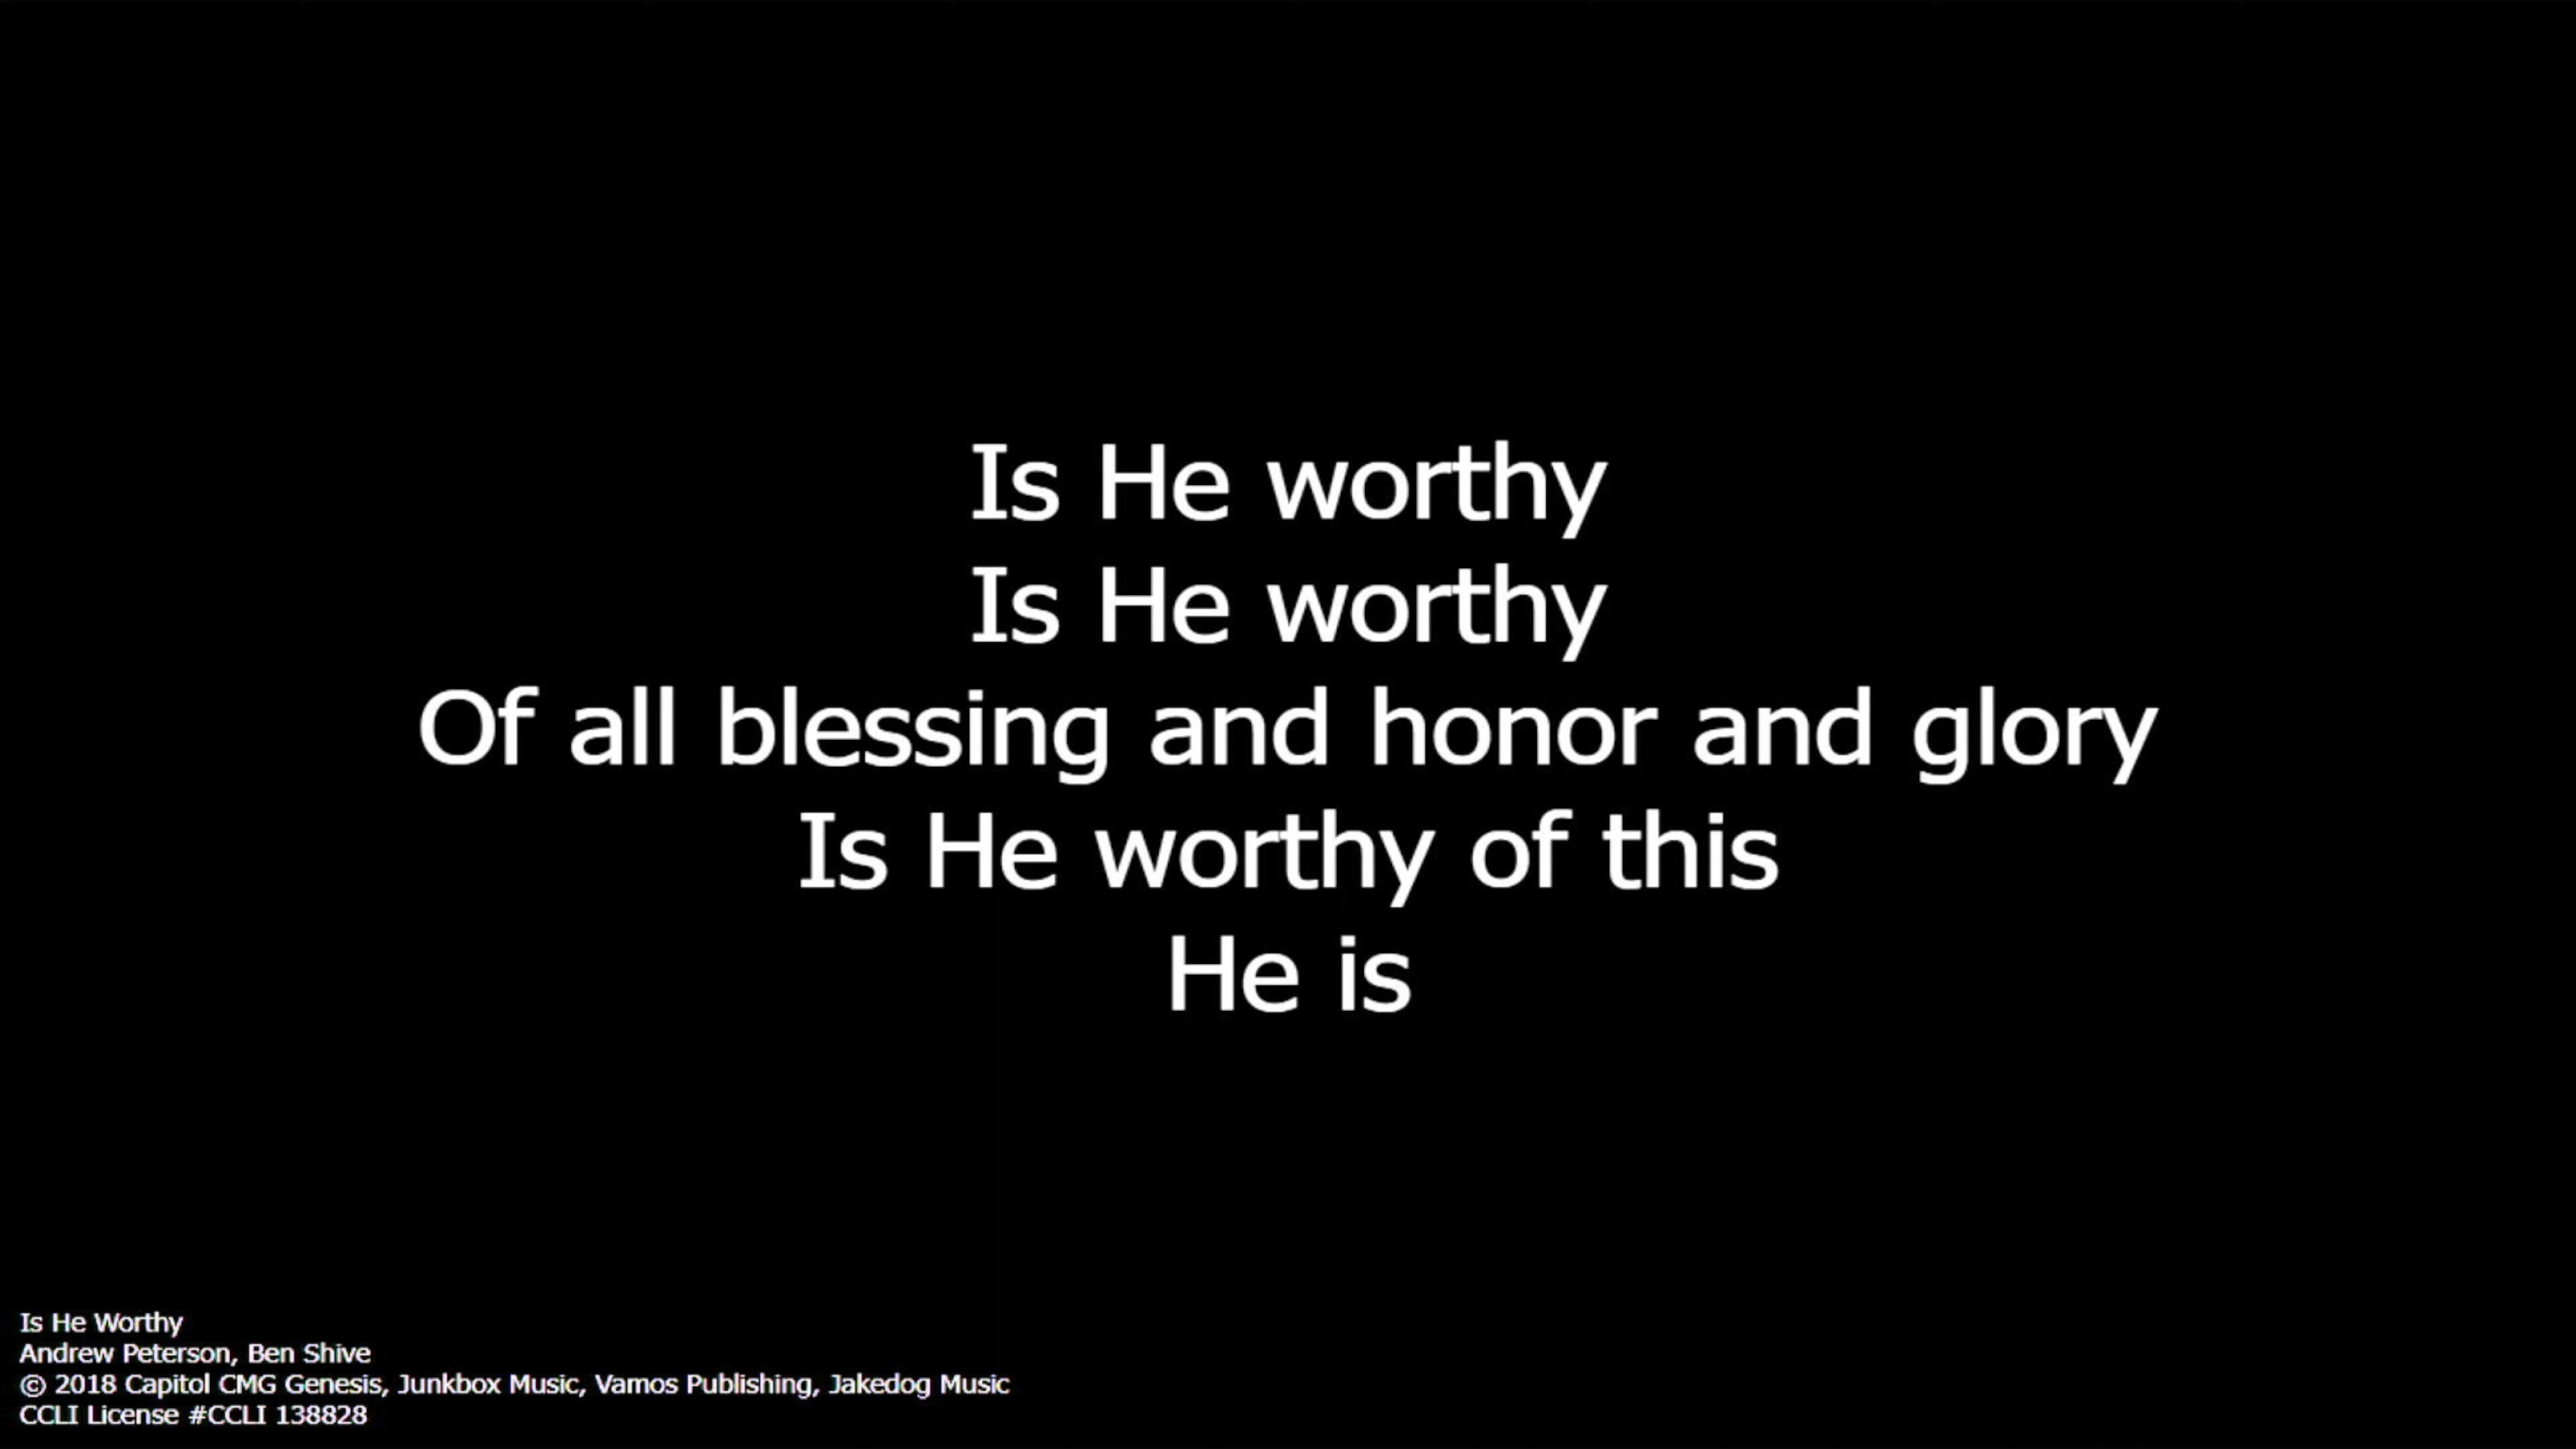 Is He worthy
Is He worthy
Of all blessing and honor and glory
Is He worthy of this
He is
Is He Worthy
Andrew Peterson, Ben Shive
© 2018 Capitol CMG Genesis, Junkbox Music, Vamos Publishing, Jakedog Music
CCLI License #CCLI 138828